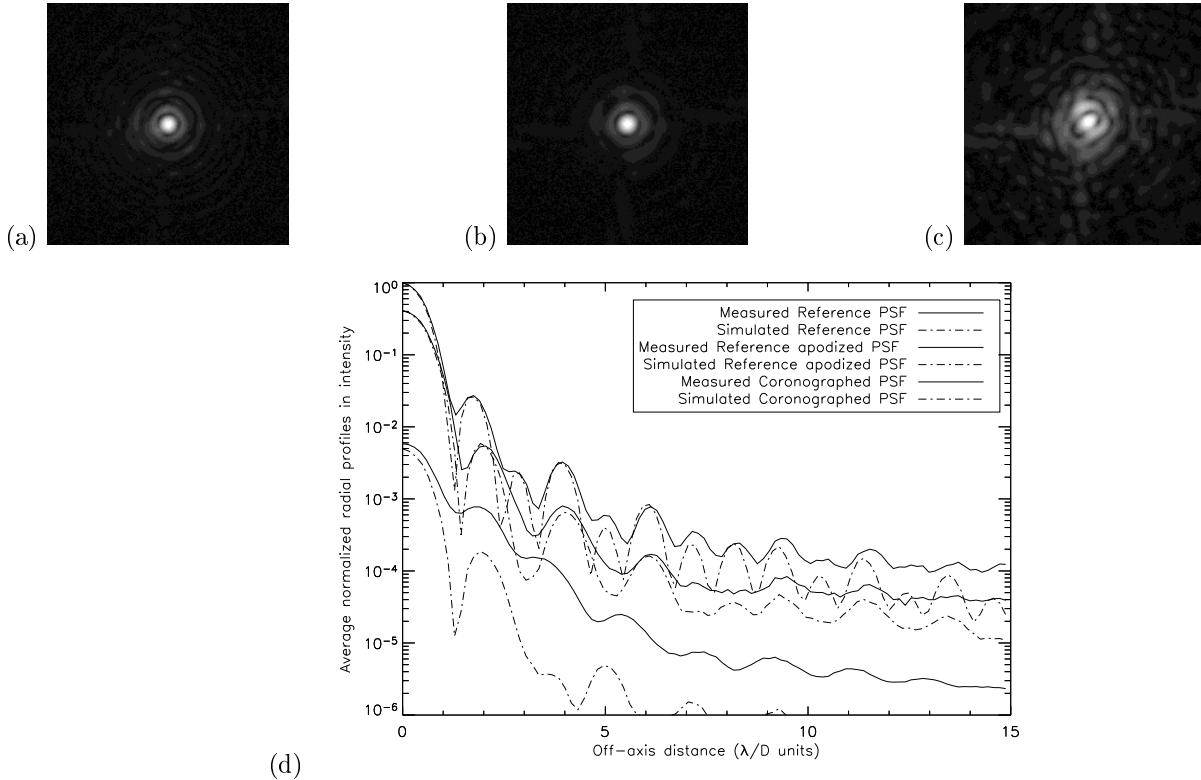 (a)
(b)
(c)
10⁰
10⁻¹
10⁻²
10⁻³
10⁻⁴
10⁻⁵
10⁻⁶
Average normalized radial profiles in intensity
Measured Reference PSF
Simulated Reference PSF
Measured Reference apodized PSF
Simulated Reference apodized PSF
Measured Coronographed PSF
Simulated Coronographed PSF
0 5 10 15
Off-axis distance (λ/D units)
(d)